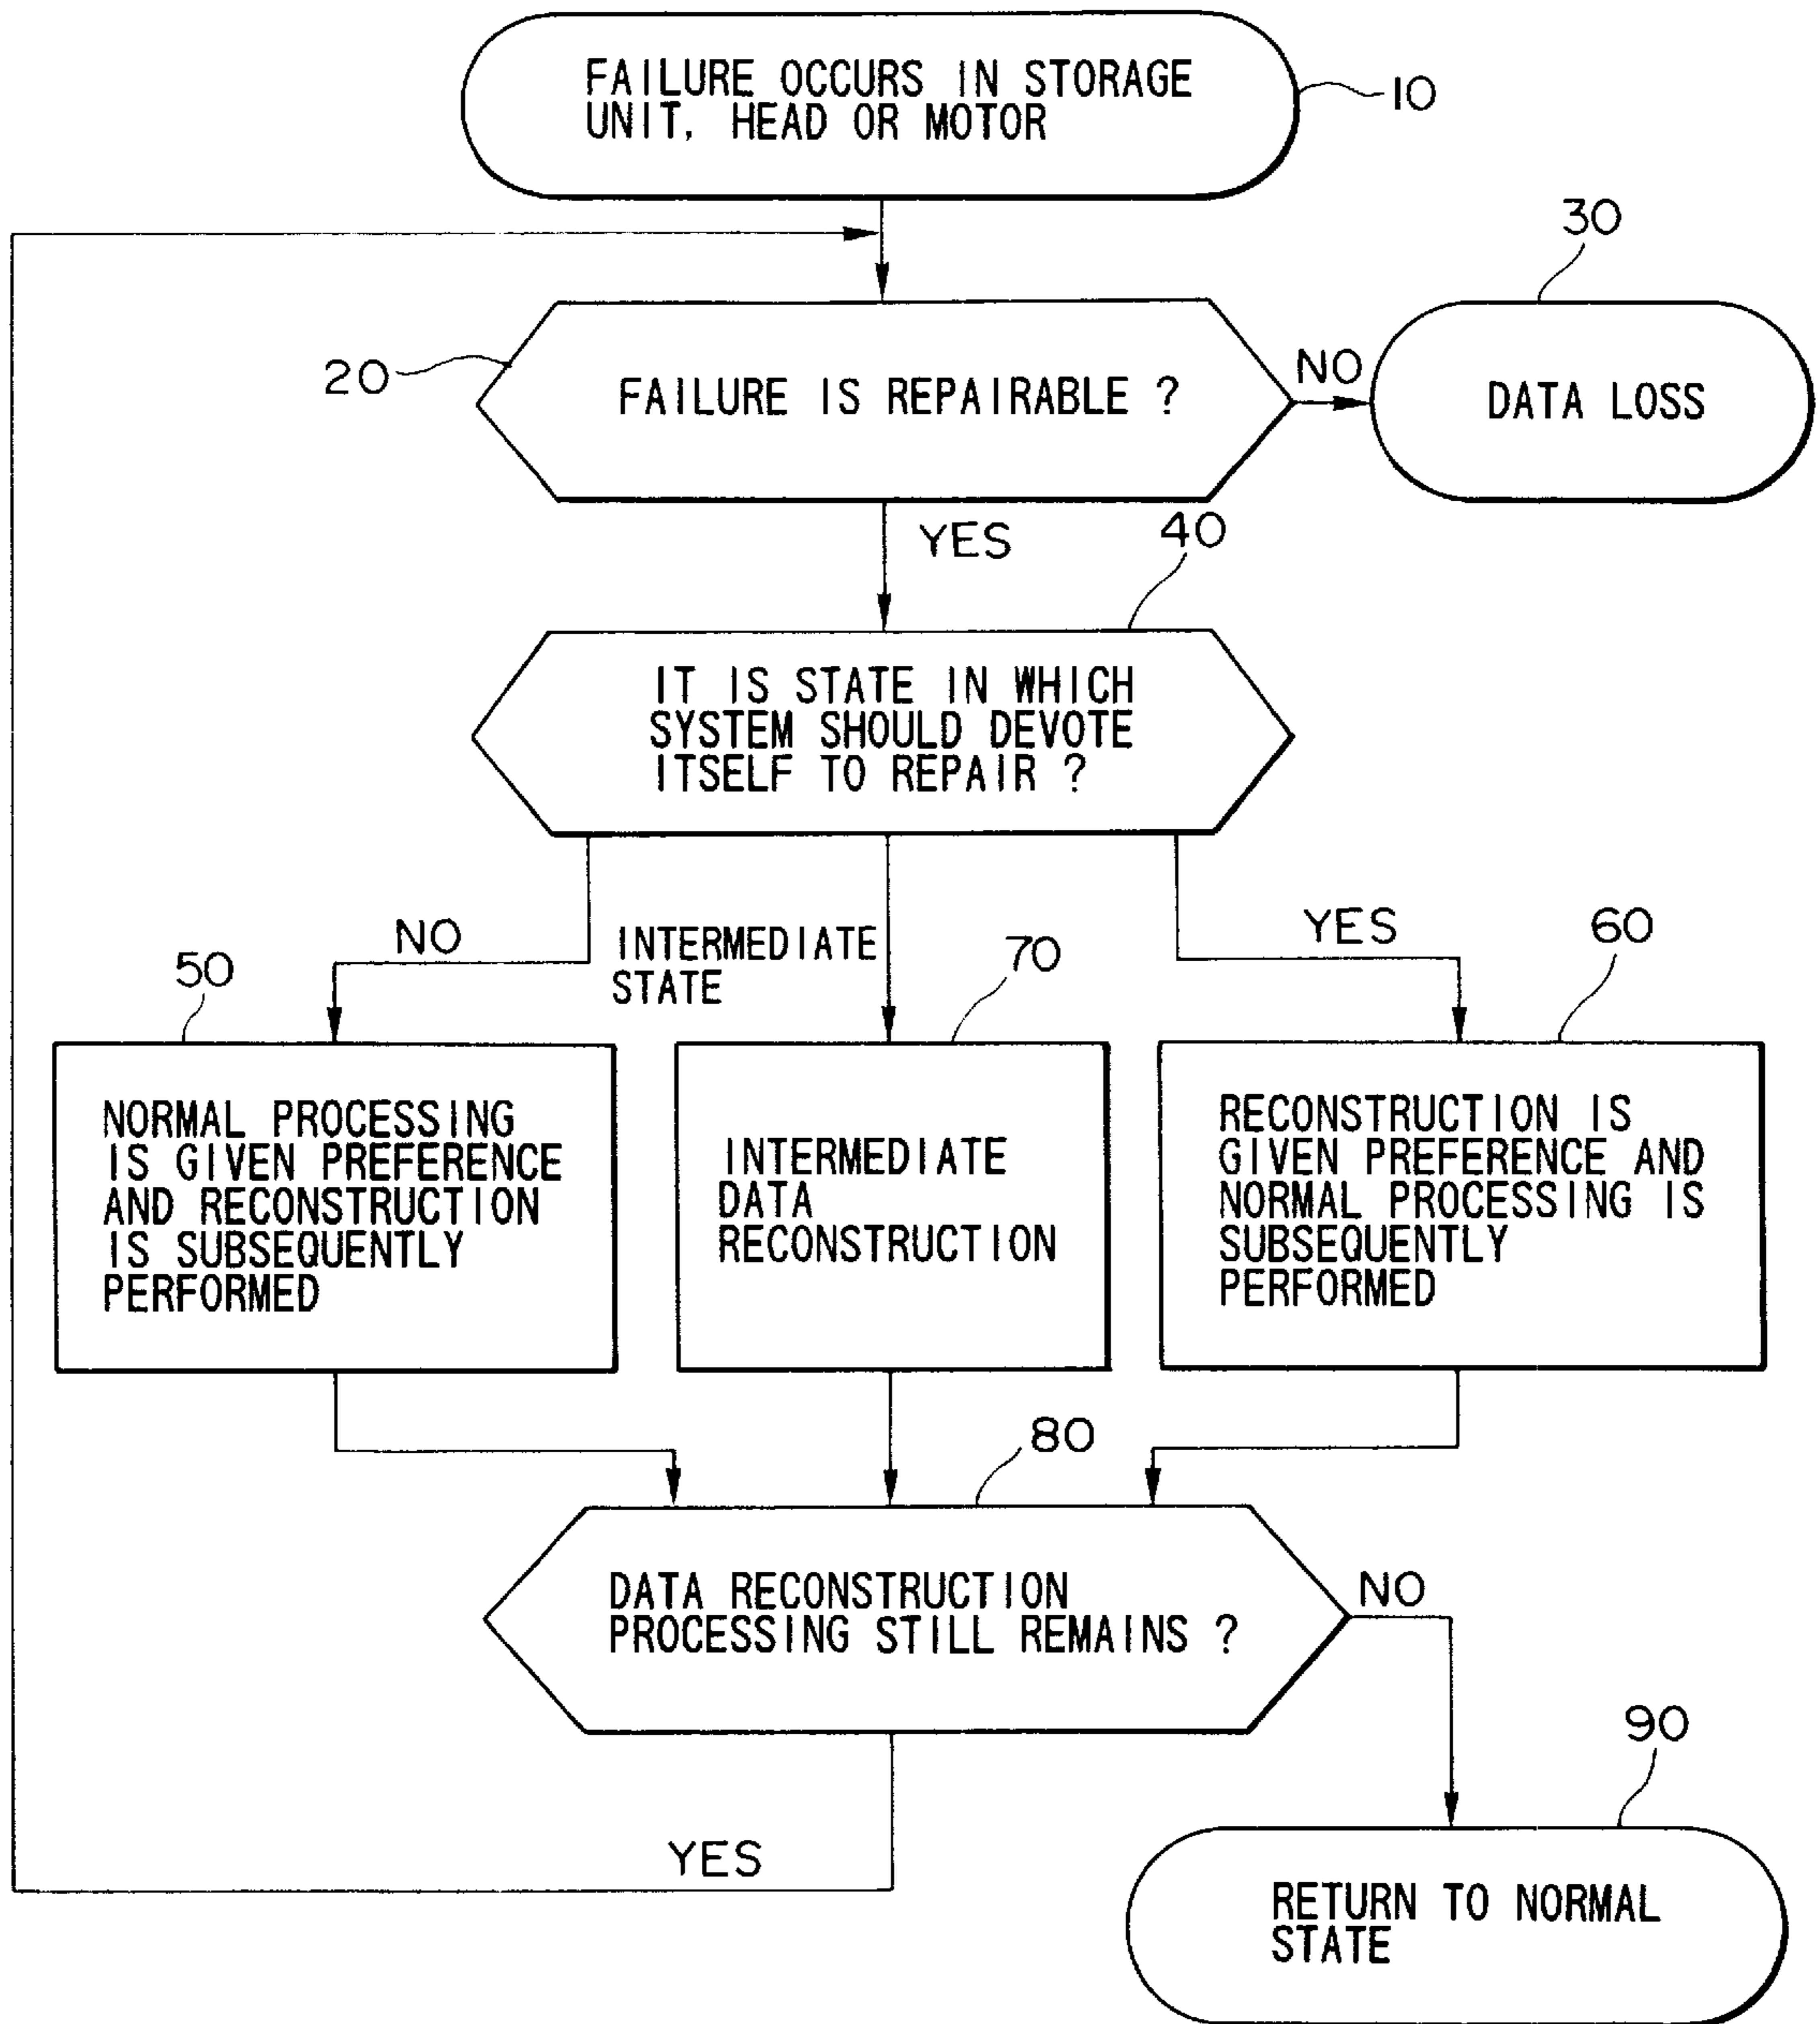 FAILURE OCCURS IN STORAGE
UNIT, HEAD OR MOTOR
10
30
20
FAILURE IS REPAIRABLE ?
NO
DATA LOSS
YES
40
IT IS STATE IN WHICH
SYSTEM SHOULD DEVOTE
ITSELF TO REPAIR ?
NO
INTERMEDIATE
STATE
YES
50
70
60
NORMAL PROCESSING
IS GIVEN PREFERENCE
AND RECONSTRUCTION
IS SUBSEQUENTLY
PERFORMED
INTERMEDIATE
DATA
RECONSTRUCTION
RECONSTRUCTION IS
GIVEN PREFERENCE AND
NORMAL PROCESSING IS
SUBSEQUENTLY
PERFORMED
80
DATA RECONSTRUCTION
PROCESSING STILL REMAINS ?
NO
YES
90
RETURN TO NORMAL
STATE